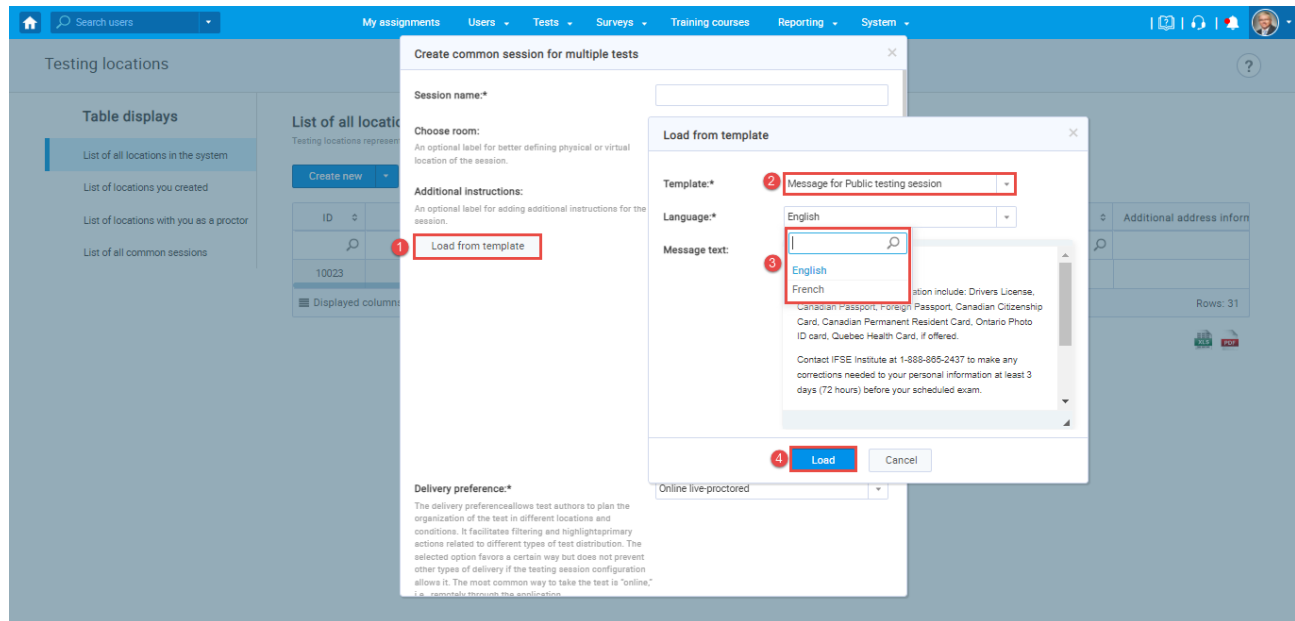 Search users
My assignments
Users
Tests
Surveys
Training courses
Reporting
System
Testing locations
?
Table displays
List of all locations in the system
List of locations you created
List of locations with you as a proctor
List of all common sessions
List of all locatio
Testing locations represen
Create new
ID
Additional address inforn
10023
Displayed column
Rows: 31
XLS
PDF
Create common session for multiple tests
Session name:*
Choose room:
An optional label for better defining physical or virtual
location of the session.
Additional instructions:
An optional label for adding additional instructions for the
session.
1
Load from template
Delivery preference:*
Online live-proctored
The delivery preferenceallows test authors to plan the
organization of the test in different locations and
conditions. It facilitates filtering and highlightsprimary
actions related to different types of test distribution. The
selected option favors a certain way but does not prevent
other types of delivery if the testing session configuration
allows it. The most common way to take the test is "online,"
i.e., remotely through the application.
Load from template
Template:*
2
Message for Public testing session
Language:*
English
Message text:
3
English
French
ation include: Drivers License,
Canadian Passport, Foreign Passport, Canadian Citizenship
Card, Canadian Permanent Resident Card, Ontario Photo
ID card, Quebec Health Card, if offered.
Contact IFSE Institute at 1-888-865-2437 to make any
corrections needed to your personal information at least 3
days (72 hours) before your scheduled exam.
4
Load
Cancel